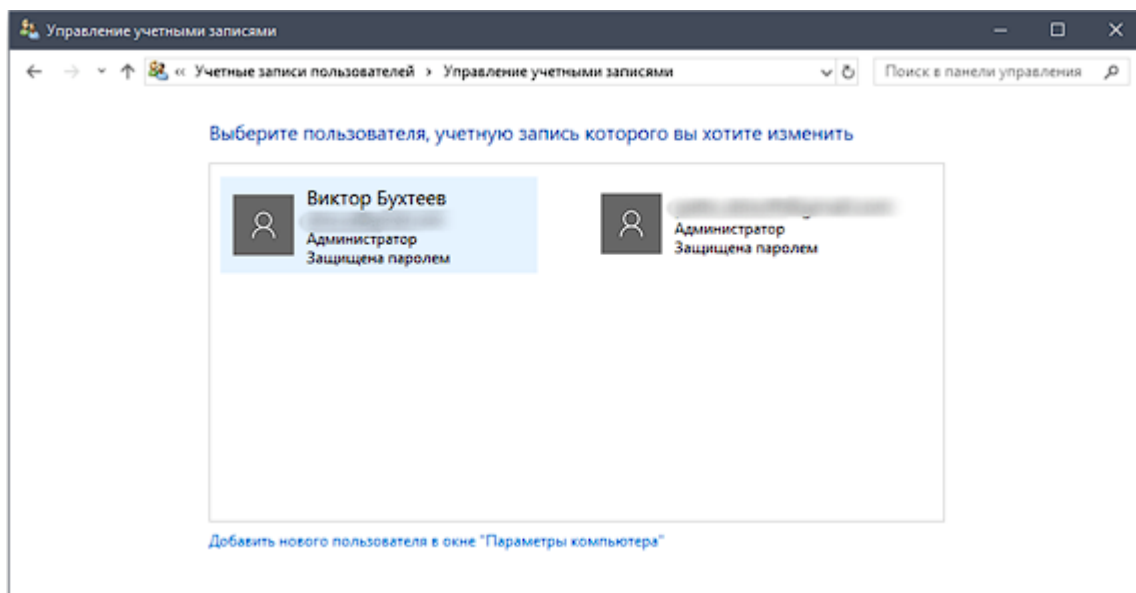 Управление учетными записями
« Учетные записи пользователей › Управление учетными записями
Поиск в панели управления
Выберите пользователя, учетную запись которого вы хотите изменить
Виктор Бухтеев
Администратор
Защищена паролем
Администратор
Защищена паролем
Добавить нового пользователя в окне "Параметры компьютера"